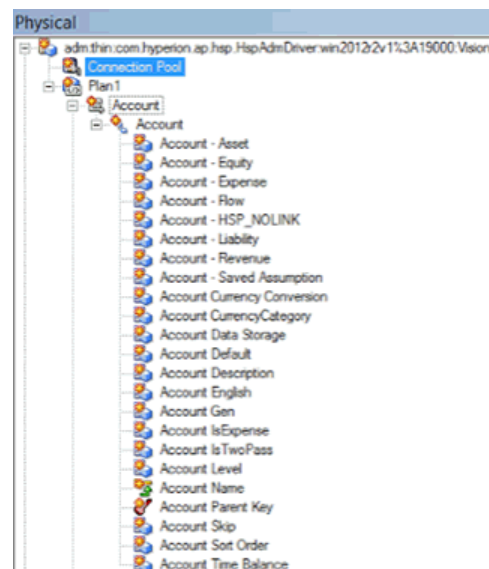 Physical
adm:thin:com.hyperion.ap.hsp.HspAdmDriver:win2012r2v1%3A19000:Vision
Connection Pool
Plan1
Account
Account
Account - Asset
Account - Equity
Account - Expense
Account - Flow
Account - HSP_NOLINK
Account - Liability
Account - Revenue
Account - Saved Assumption
Account Currency Conversion
Account CurrencyCategory
Account Data Storage
Account Default
Account Description
Account English
Account Gen
Account IsExpense
Account IsTwoPass
Account Level
Account Name
Account Parent Key
Account Skip
Account Sort Order
Account Time Balance